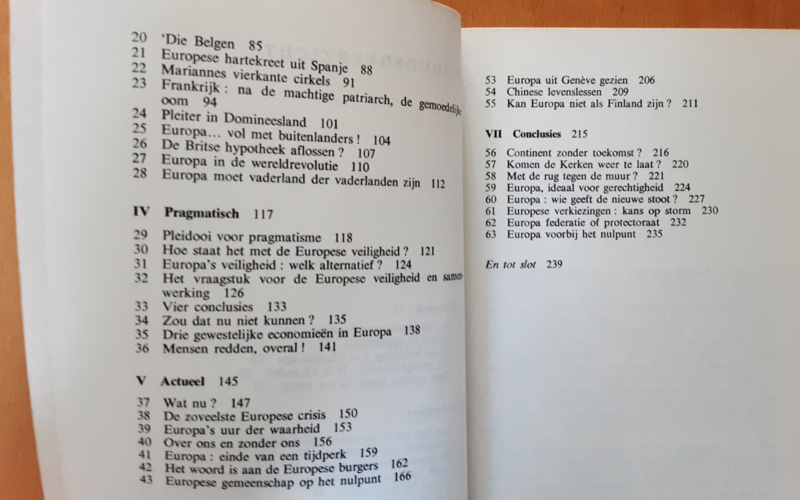 20 'Die Belgen 85
21 Europese hartekreet uit Spanje 88
22 Mariannes vierkante cirkels 91
23 Frankrijk : na de machtige patriarch, de gemoedelijke
oom 94
24 Pleiter in Domineesland 101
25 Europa... vol met buitenlanders ! 104
26 De Britse hypotheek aflossen ? 107
27 Europa in de wereldrevolutie 110
28 Europa moet vaderland der vaderlanden zijn 112
IV Pragmatisch 117
29 Pleidooi voor pragmatisme 118
30 Hoe staat het met de Europese veiligheid ? 121
31 Europa's veiligheid : welk alternatief ? 124
32 Het vraagstuk voor de Europese veiligheid en samen-
werking 126
33 Vier conclusies 133
34 Zou dat nu niet kunnen ? 135
35 Drie gewestelijke economieën in Europa 138
36 Mensen redden, overal ! 141
V Actueel 145
37 Wat nu ? 147
38 De zoveelste Europese crisis 150
39 Europa's uur der waarheid 153
40 Over ons en zonder ons 156
41 Europa : einde van een tijdperk 159
42 Het woord is aan de Europese burgers 162
43 Europese gemeenschap op het nulpunt 166
53 Europa uit Genève gezien 206
54 Chinese levenslessen 209
55 Kan Europa niet als Finland zijn ? 211
VII Conclusies 215
56 Continent zonder toekomst ? 216
57 Komen de Kerken weer te laat ? 220
58 Met de rug tegen de muur ? 221
59 Europa, ideaal voor gerechtigheid 224
60 Europa : wie geeft de nieuwe stoot ? 227
61 Europese verkiezingen : kans op storm 230
62 Europa federatie of protectoraat 232
63 Europa voorbij het nulpunt 235
En tot slot 239